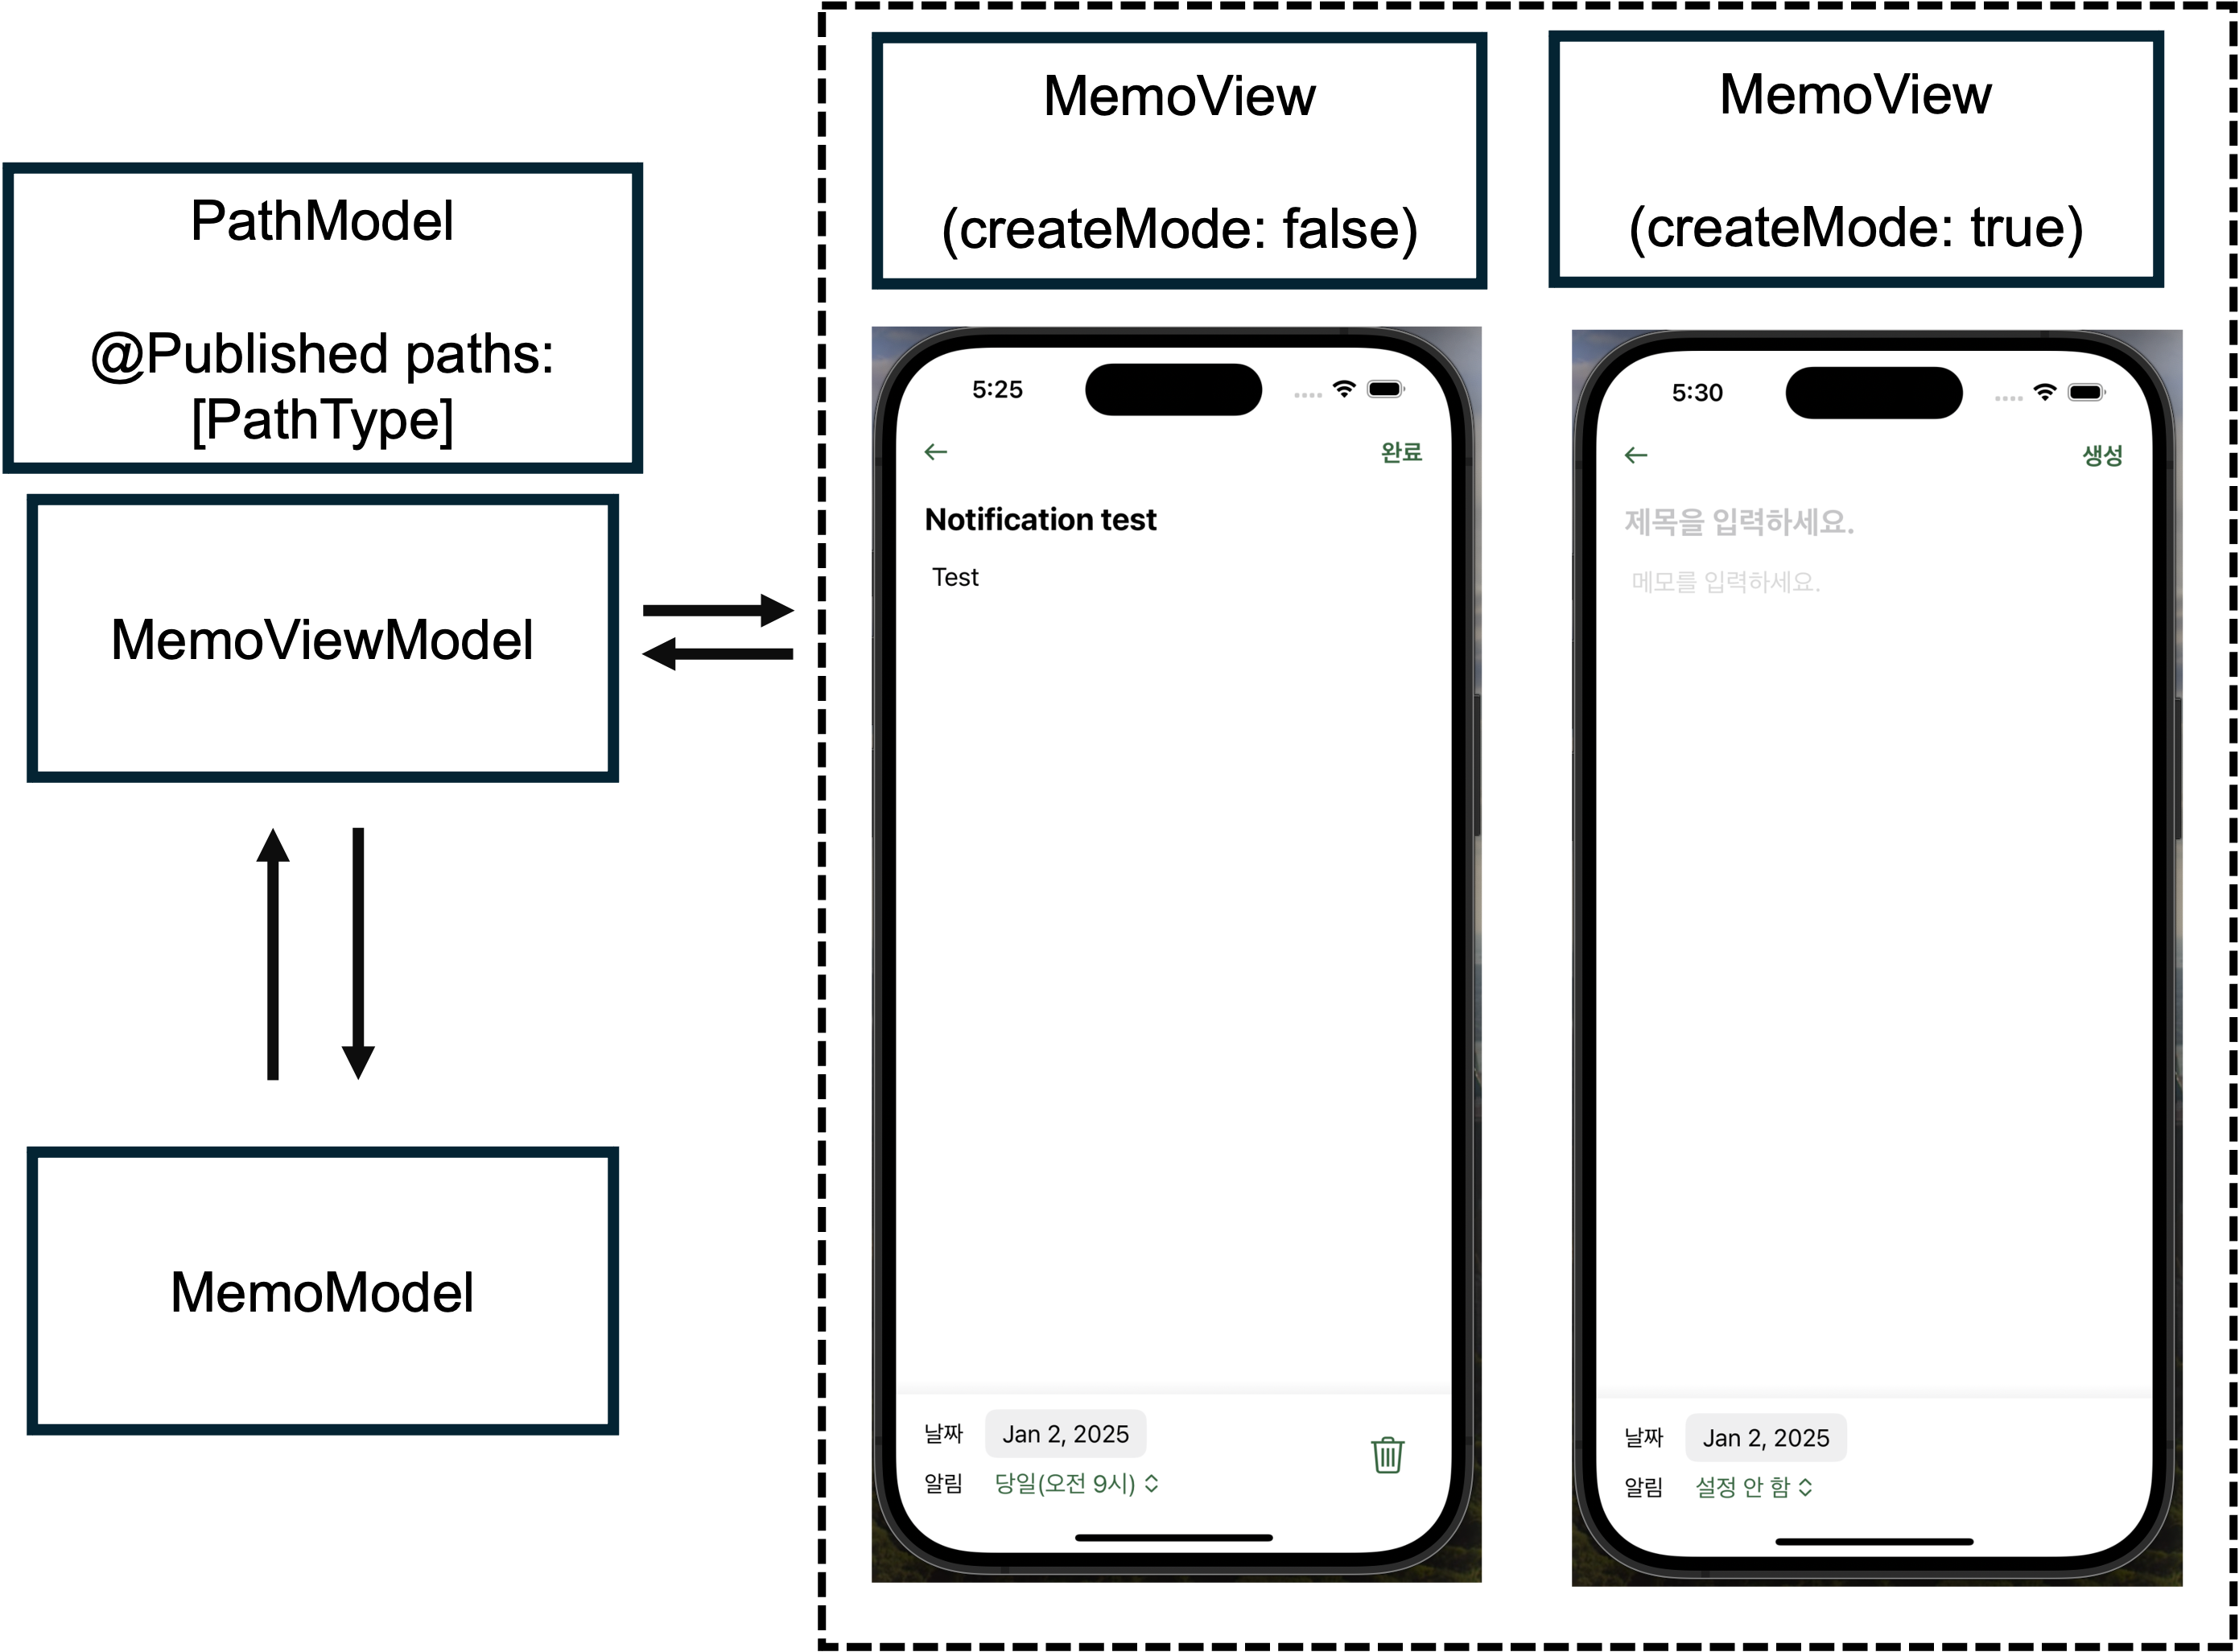 PathModel
@Published paths:
[PathType]
MemoViewModel
MemoModel
MemoView
(createMode: false)
5:25
완료
Notification test
Test
날짜
Jan 2, 2025
알림
당일(오전 9시)
MemoView
(createMode: true)
5:30
생성
제목을 입력하세요.
메모를 입력하세요.
날짜
Jan 2, 2025
알림
설정 안 함